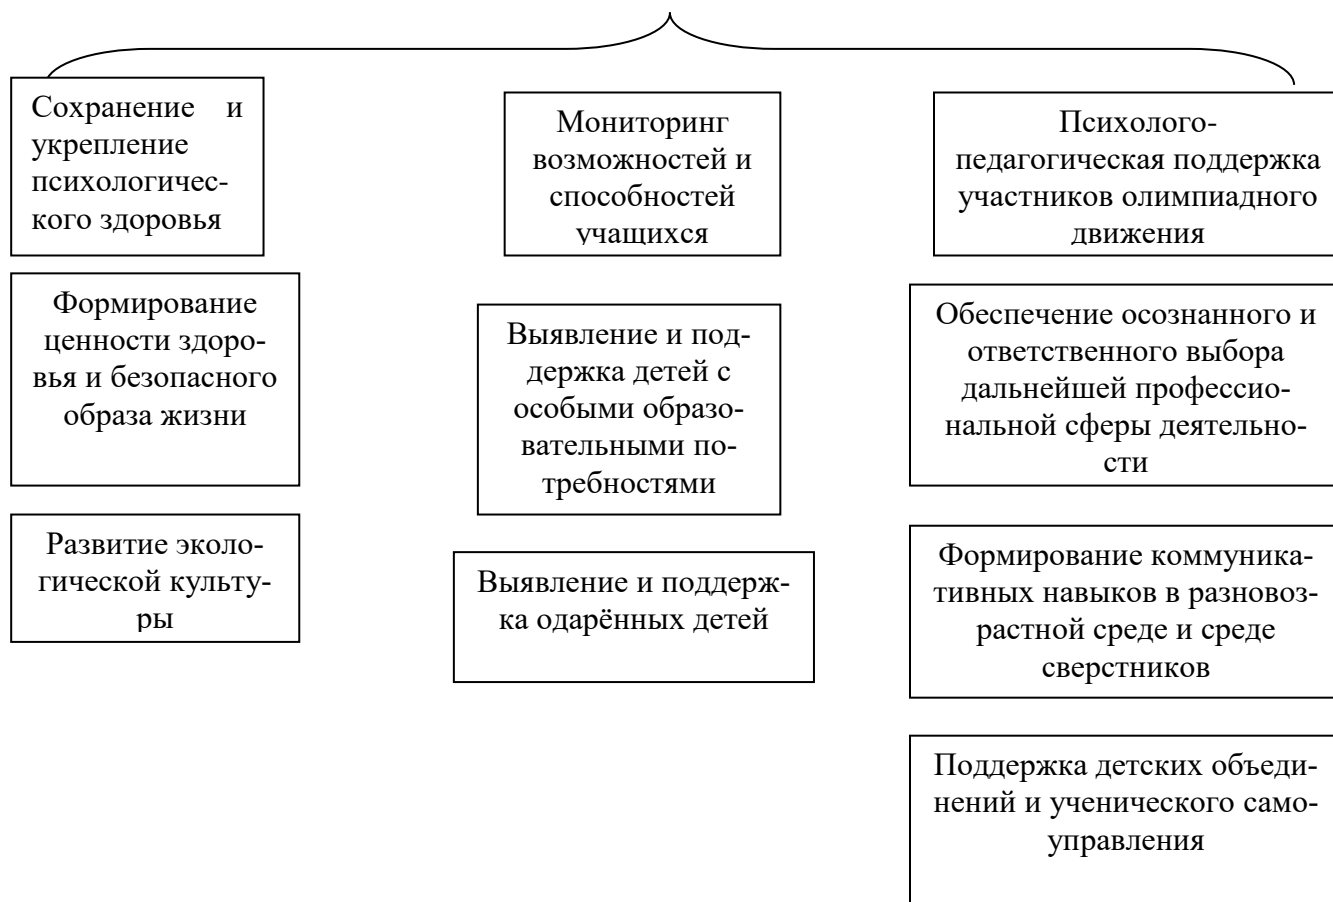 Сохранение и
укрепление
психологичес-
кого здоровья
Формирование
ценности здоро-
вья и безопасного
образа жизни
Развитие эколо-
гической культу-
ры
Мониторинг
возможностей и
способностей
учащихся
Выявление и под-
держка детей с
особыми образо-
вательными по-
требностями
Выявление и поддерж-
ка одарённых детей
Психолого-
педагогическая поддержка
участников олимпиадного
движения
Обеспечение осознанного и
ответственного выбора
дальнейшей профессио-
нальной сферы деятельно-
сти
Формирование коммуника-
тивных навыков в разновоз-
растной среде и среде
сверстников
Поддержка детских объеди-
нений и ученического само-
управления